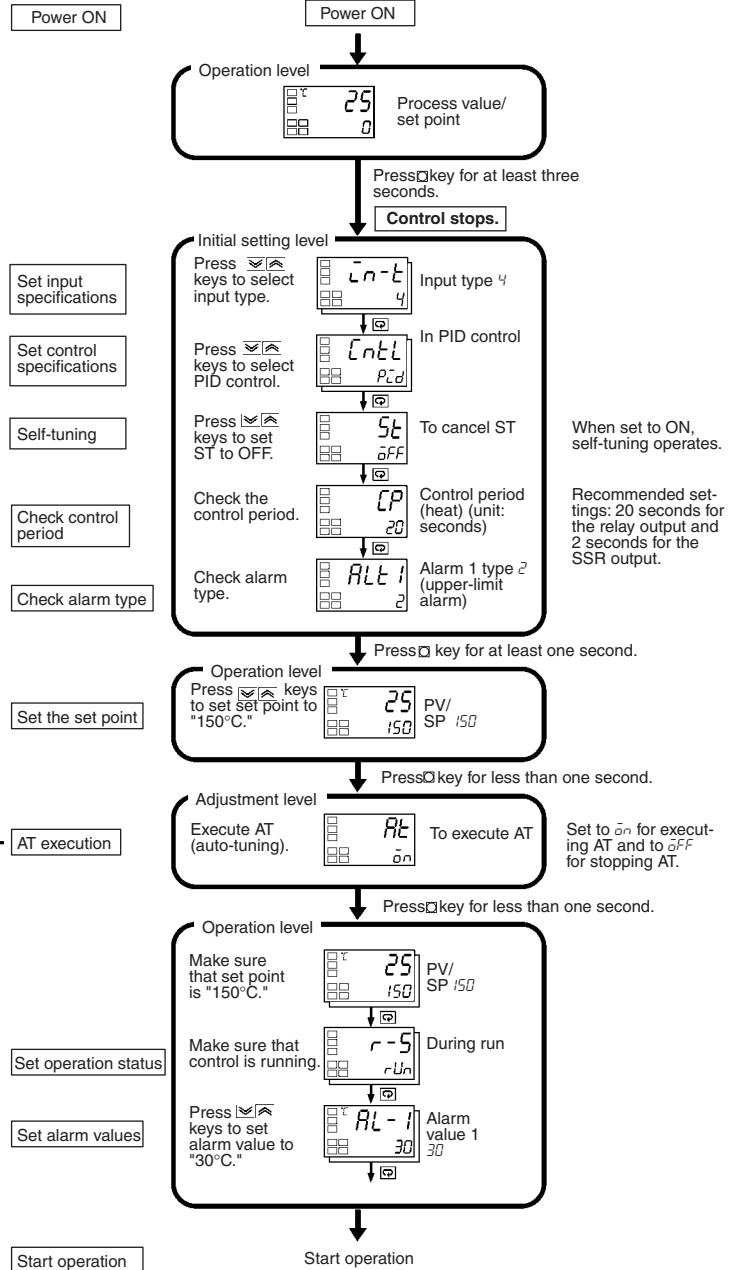 Power ON
Power ON
Operation level
25
0
Process value/
set point
Press key for at least three
seconds.
Control stops.
Initial setting level
Set input
specifications
Press
keys to select
input type.
in-t
4
Input type 4
Set control
specifications
Press
keys to select
PID control.
Cntl
Pid
In PID control
Self-tuning
Press
keys to set
ST to OFF.
St
oFF
To cancel ST
When set to ON,
self-tuning operates.
Check control
period
Check the
control period.
CP
20
Control period
(heat) (unit:
seconds)
Recommended set-
tings: 20 seconds for
the relay output and
2 seconds for the
SSR output.
Check alarm type
Check alarm
type.
ALt1
2
Alarm 1 type 2
(upper-limit
alarm)
Press key for at least one second.
Operation level
Set the set point
Press keys
to set set point to
"150°C."
25
150
PV/
SP 150
Press key for less than one second.
Adjustment level
AT execution
Execute AT
(auto-tuning).
At
on
To execute AT
Set to on for execut-
ing AT and to oFF
for stopping AT.
Press key for less than one second.
Operation level
Make sure
that set point
is "150°C."
25
150
PV/
SP 150
Set operation status
Make sure that
control is running.
r-S
rUn
During run
Set alarm values
Press
keys to set
alarm value to
"30°C."
AL-1
30
Alarm
value 1
30
Start operation
Start operation